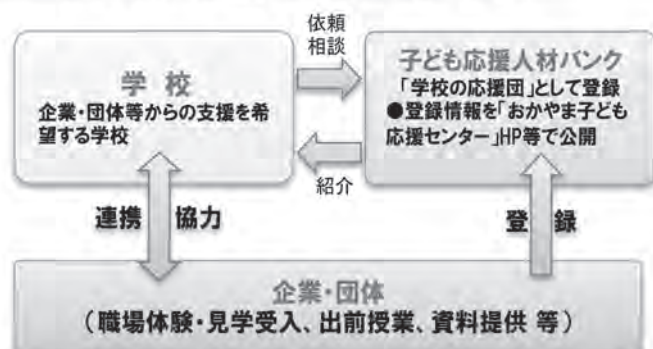 依頼
相談
学校
企業・団体等からの支援を希
望する学校
子ども応援人材バンク
「学校の応援団」として登録
●登録情報を「おかやま子ども
応援センター」HP等で公開
紹介
連携 協力
登録
企業・団体
（職場体験・見学受入、出前授業、資料提供 等）